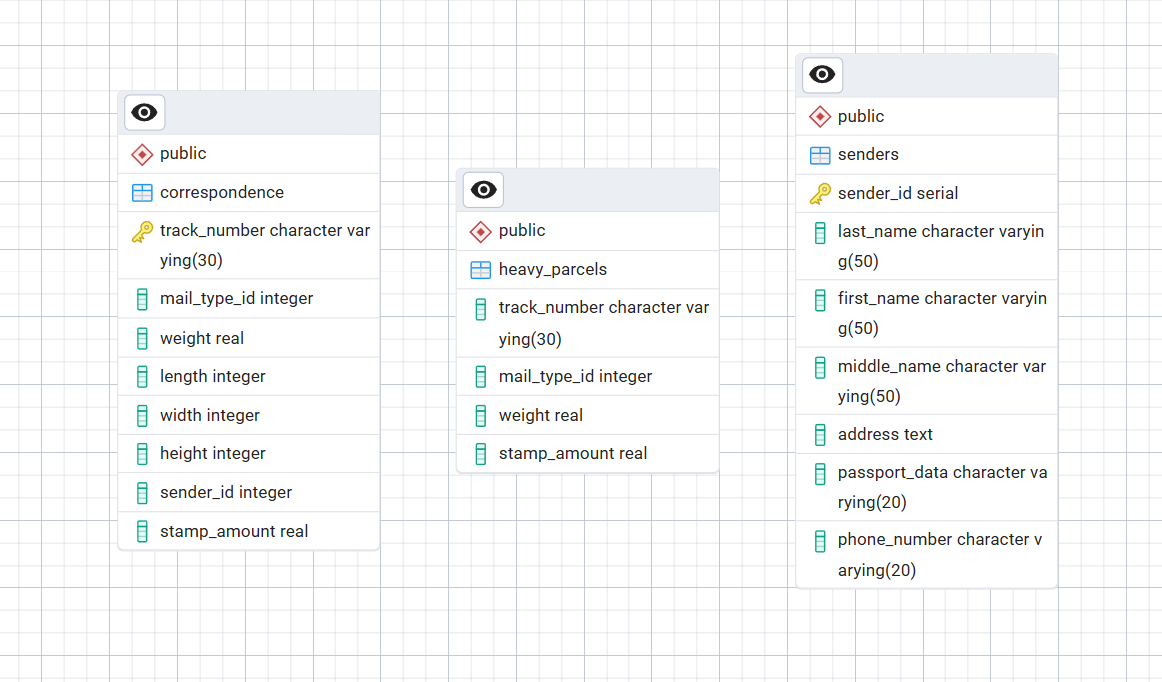 public
correspondence
track_number character var
ying(30)
mail_type_id integer
weight real
length integer
width integer
height integer
sender_id integer
stamp_amount real
public
heavy_parcels
track_number character var
ying(30)
mail_type_id integer
weight real
stamp_amount real
public
senders
sender_id serial
last_name character varyin
g(50)
first_name character varyin
g(50)
middle_name character var
ying(50)
address text
passport_data character va
rying(20)
phone_number character v
arying(20)